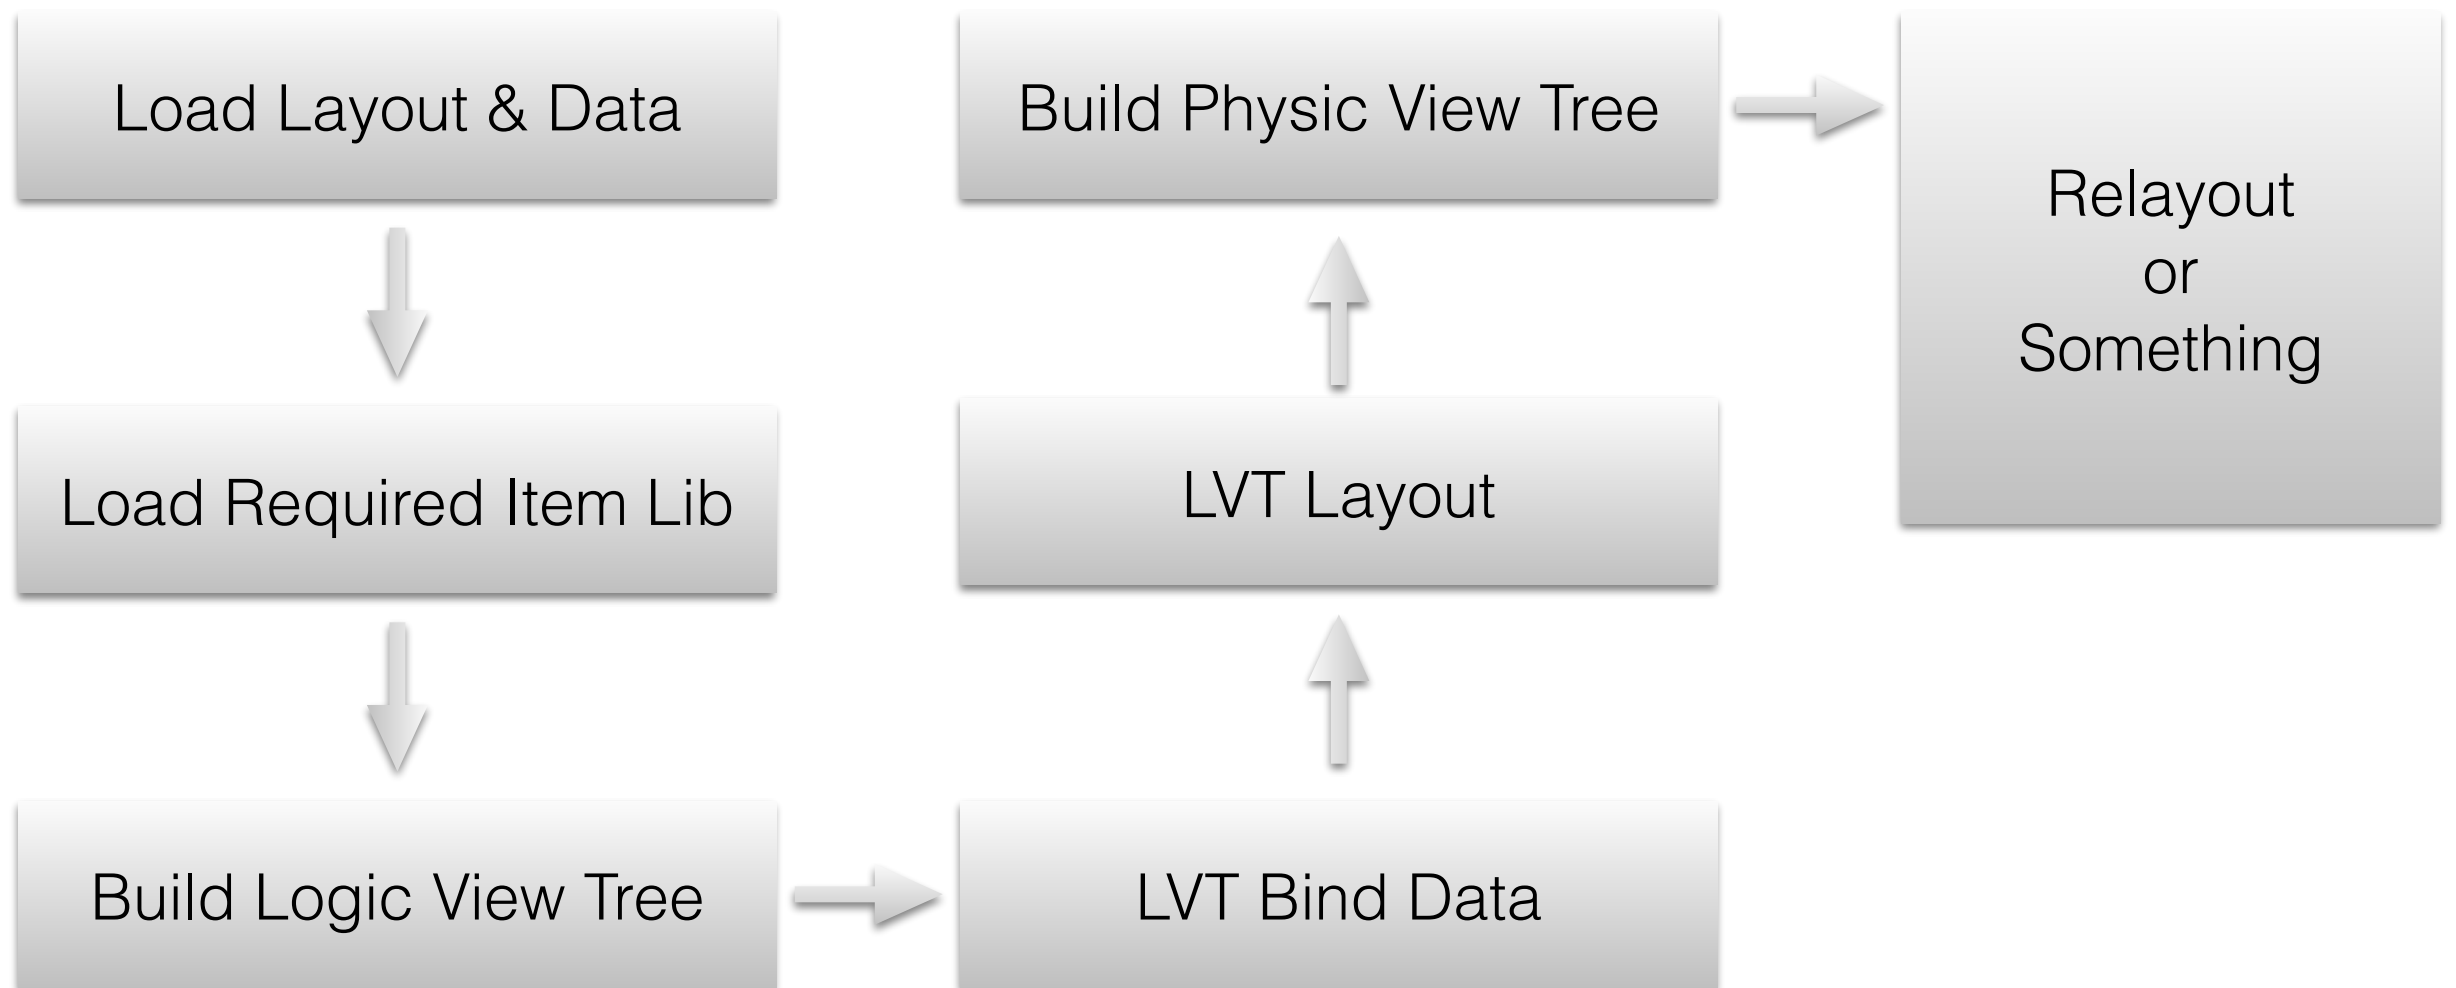 Load Layout & Data
Load Required Item Lib
Build Logic View Tree
LVT Bind Data
LVT Layout
Build Physic View Tree
Relayout
or
Something